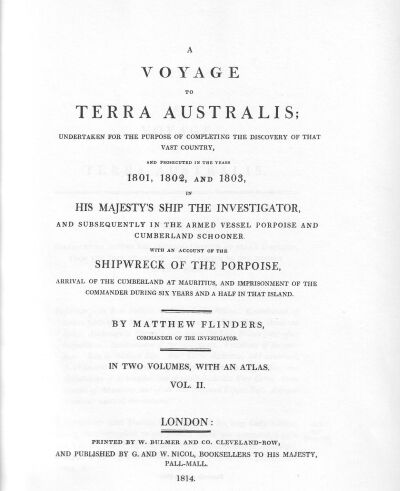 A
VOYAGE
TO
TERRA AUSTRALIS;
UNDERTAKEN FOR THE PURPOSE OF COMPLETING THE DISCOVERY OF THAT
VAST COUNTRY,
AND PROSECUTED IN THE YEARS
1801, 1802, AND 1803,
IN
HIS MAJESTY'S SHIP THE INVESTIGATOR,
AND SUBSEQUENTLY IN THE ARMED VESSEL PORPOISE AND
CUMBERLAND SCHOONER.
WITH AN ACCOUNT OF THE
SHIPWRECK OF THE PORPOISE,
ARRIVAL OF THE CUMBERLAND AT MAURITIUS, AND IMPRISONMENT OF THE
COMMANDER DURING SIX YEARS AND A HALF IN THAT ISLAND.
BY MATTHEW FLINDERS,
COMMANDER OF THE INVESTIGATOR.
IN TWO VOLUMES, WITH AN ATLAS.
VOL. II.
LONDON:
PRINTED BY W. BULMER AND CO. CLEVELAND-ROW,
AND PUBLISHED BY G. AND W. NICOL, BOOKSELLERS TO HIS MAJESTY,
PALL-MALL.
1814.